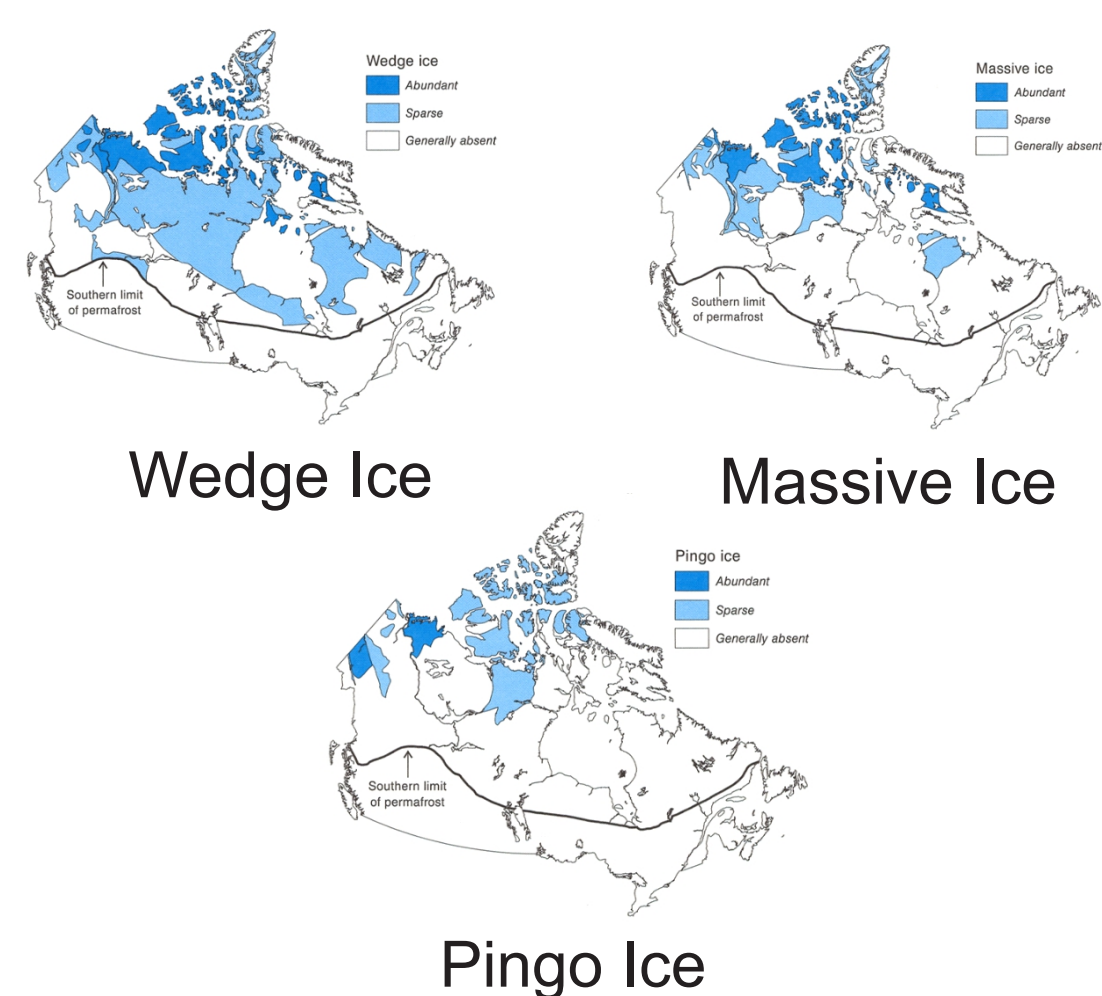 Wedge ice
Abundant
Sparse
Generally absent
Southern limit
of permafrost
Wedge Ice
Massive ice
Abundant
Sparse
Generally absent
Southern limit
of permafrost
Massive Ice
Pingo ice
Abundant
Sparse
Generally absent
Southern limit
of permafrost
Pingo Ice